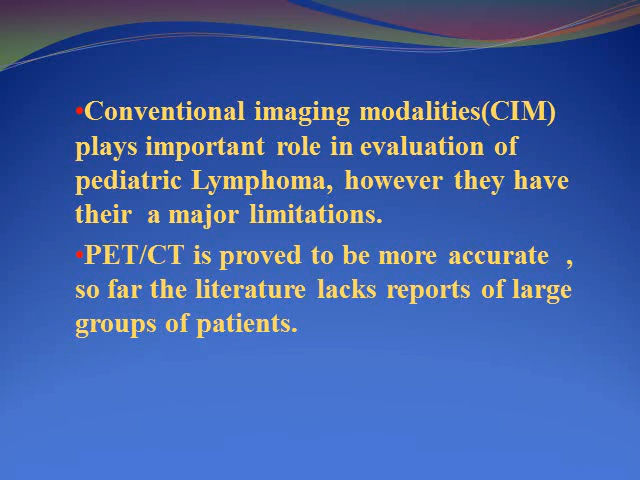 •Conventional imaging modalities(CIM)
plays important role in evaluation of
pediatric Lymphoma, however they have
their a major limitations.
•PET/CT is proved to be more accurate ,
so far the literature lacks reports of large
groups of patients.